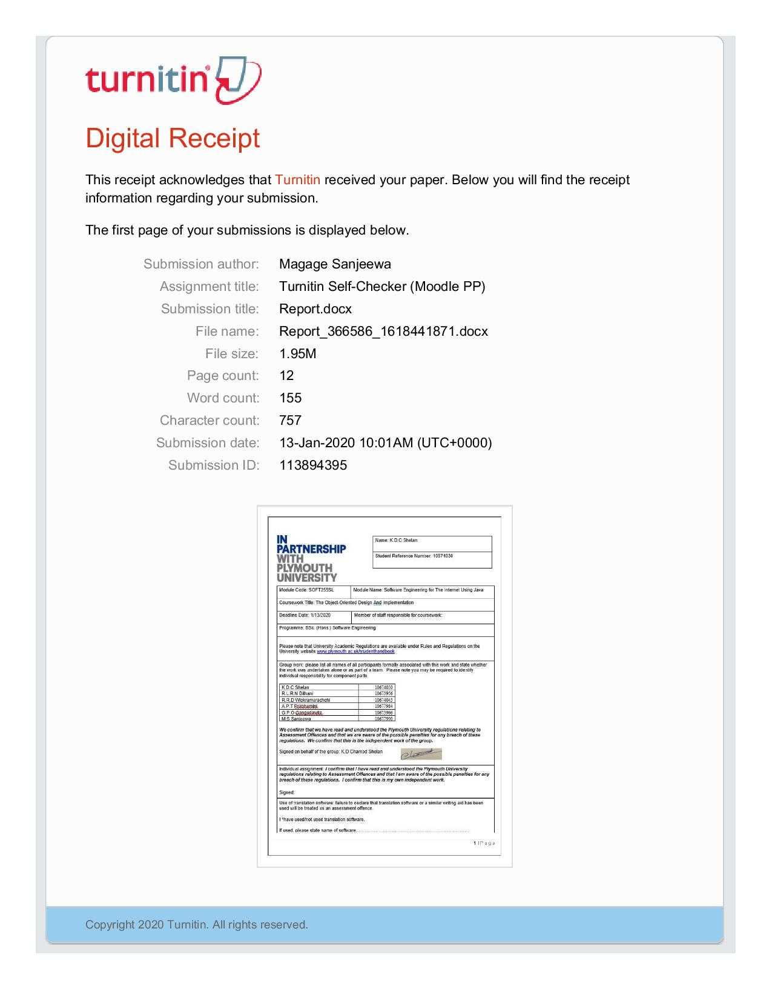 turnitin®
Digital Receipt
This receipt acknowledges that Turnitin received your paper. Below you will find the receipt
information regarding your submission.
The first page of your submissions is displayed below.
Submission author: Magage Sanjeewa
Assignment title: Turnitin Self-Checker (Moodle PP)
Submission title: Report.docx
File name: Report_366586_1618441871.docx
File size: 1.95M
Page count: 12
Word count: 155
Character count: 757
Submission date: 13-Jan-2020 10:01AM (UTC+0000)
Submission ID: 113894395
IN
PARTNERSHIP
WITH
PLYMOUTH
UNIVERSITY
Name: K.D.C Shelan
Student Reference Number: 10674030
Module Code: SOFT255SL Module Name: Software Engineering for The Internet Using Java
Coursework Title: The Object-Oriented Design And Implementation
Deadline Date: 1/13/2020 Member of staff responsible for coursework:
Programme: BSc. (Hons.) Software Engineering
Please note that University Academic Regulations are available under Rules and Regulations on the
University website www.plymouth.ac.uk/studenthandbook.
Group work: please list all names of all participants formally associated with this work and state whether
the work was undertaken alone or as part of a team. Please note you may be required to identify
individual responsibility for component parts.
K.D.C Shelan 10674030
R.L.R.N Dilhani 10673956
R.R.D Wickramarachchi 10674045
A.P.T Prabhamini 10677984
G.P.O Gangodavila 10673966
M.S Sanjeewa 10677990
We confirm that we have read and understood the Plymouth University regulations relating to
Assessment Offences and that we are aware of the possible penalties for any breach of these
regulations. We confirm that this is the independent work of the group.
Signed on behalf of the group: K.D Chamod Shelan
Individual assignment: I confirm that I have read and understood the Plymouth University
regulations relating to Assessment Offences and that I am aware of the possible penalties for any
breach of these regulations. I confirm that this is my own independent work.
Signed:
Use of translation software: failure to declare that translation software or a similar writing aid has been
used will be treated as an assessment offence.
I *have used/not used translation software.
If used, please state name of software…………………………………………………………………
1 | P a g e
Copyright 2020 Turnitin. All rights reserved.